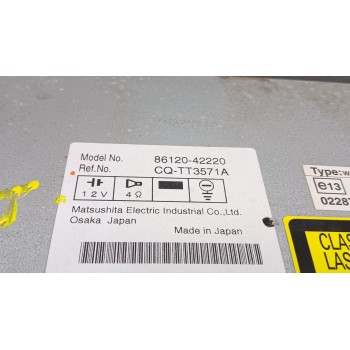 Model No. 86120-42220
Ref.No. CQ-TT3571A
12V 4Ω
Matsushita Electric Industrial Co.,Ltd.
Osaka Japan
Made in Japan
Type:
e13
0228
CLAS
LAS